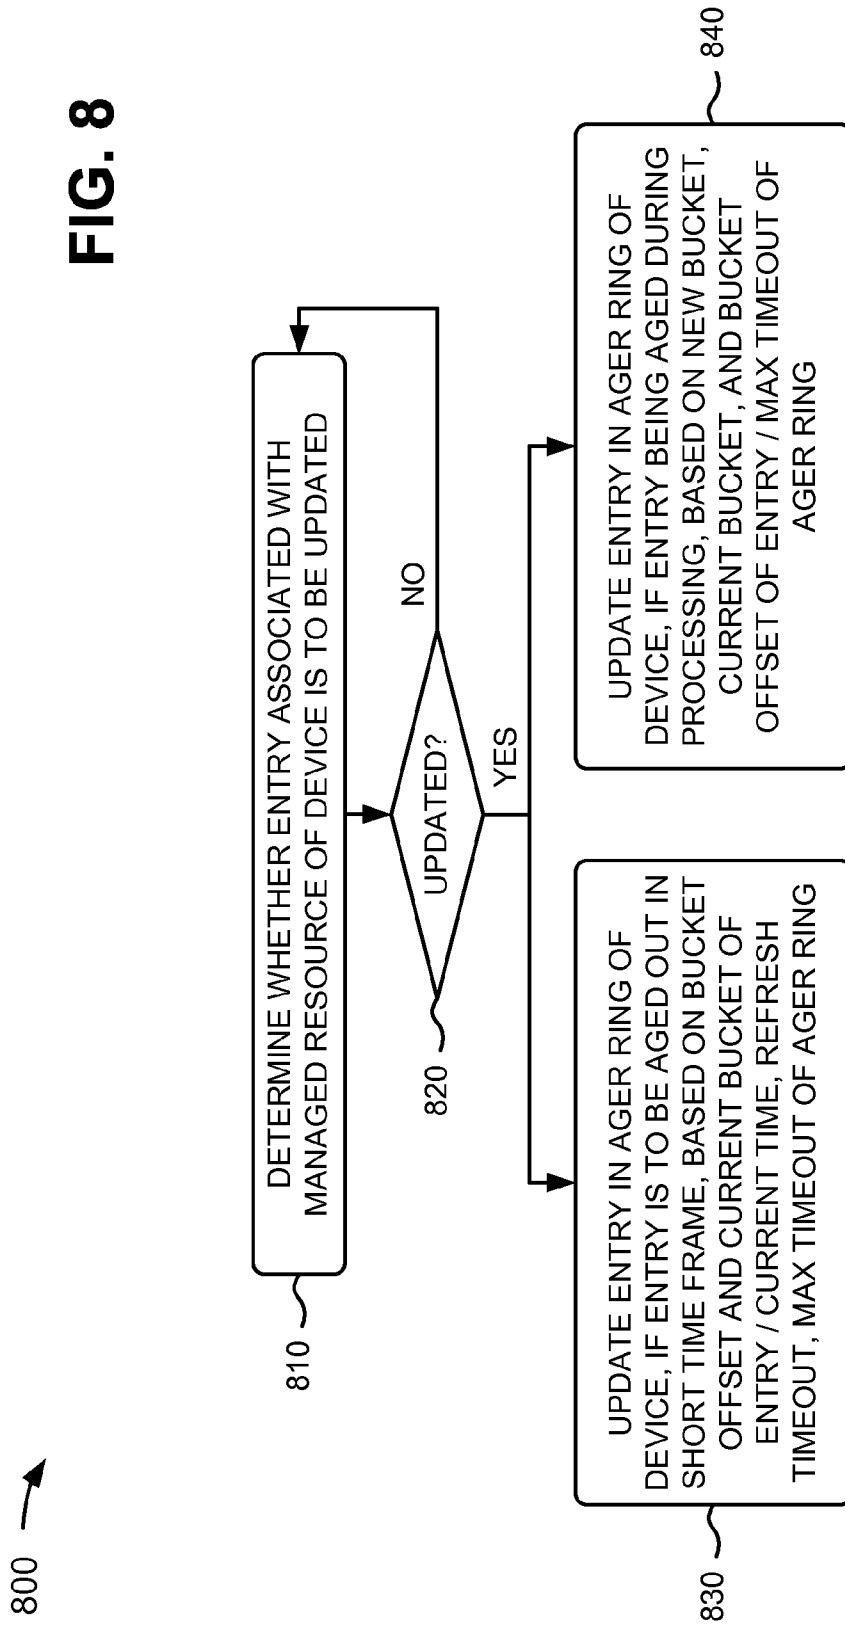 800
FIG. 8
810
DETERMINE WHETHER ENTRY ASSOCIATED WITH
MANAGED RESOURCE OF DEVICE IS TO BE UPDATED
820
UPDATED?
NO
YES
830
UPDATE ENTRY IN AGER RING OF
DEVICE, IF ENTRY IS TO BE AGED OUT IN
SHORT TIME FRAME, BASED ON BUCKET
OFFSET AND CURRENT BUCKET OF
ENTRY / CURRENT TIME, REFRESH
TIMEOUT, MAX TIMEOUT OF AGER RING
840
UPDATE ENTRY IN AGER RING OF
DEVICE, IF ENTRY BEING AGED DURING
PROCESSING, BASED ON NEW BUCKET,
CURRENT BUCKET, AND BUCKET
OFFSET OF ENTRY / MAX TIMEOUT OF
AGER RING